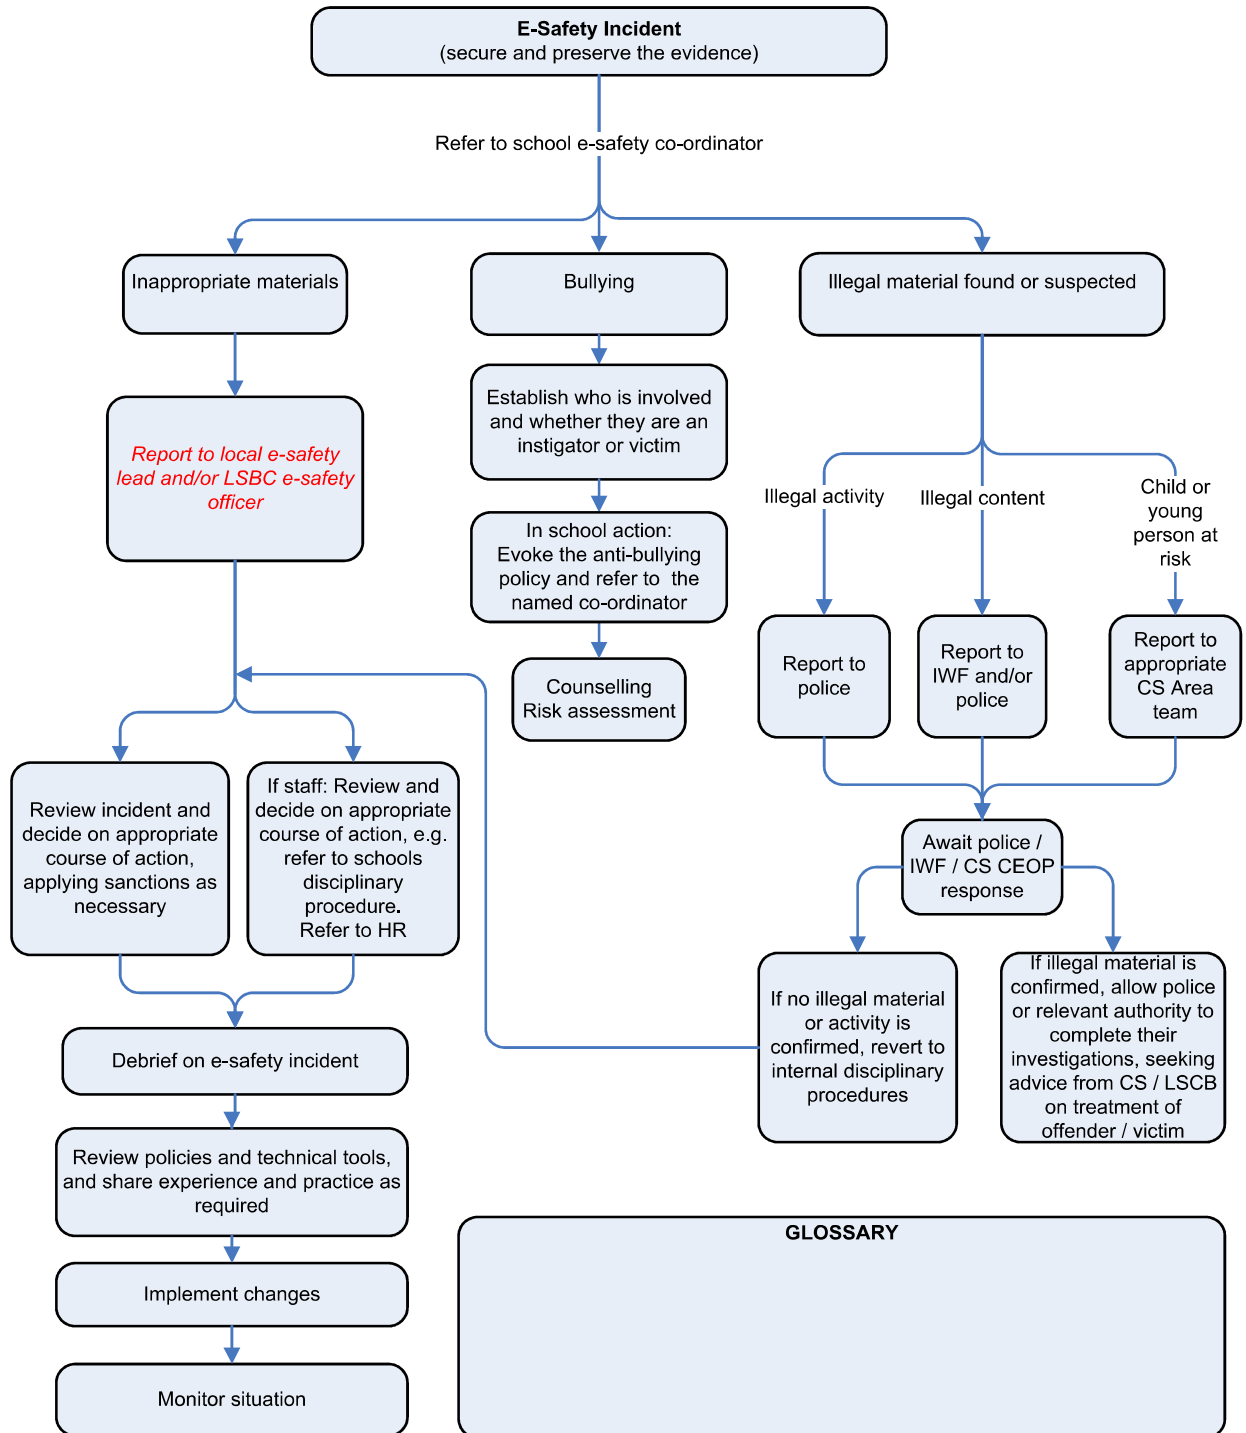 E-Safety Incident
(secure and preserve the evidence)
Refer to school e-safety co-ordinator
Inappropriate materials
Bullying
Illegal material found or suspected
Report to local e-safety
lead and/or LSBC e-safety
officer
Establish who is involved
and whether they are an
instigator or victim
In school action:
Evoke the anti-bullying
policy and refer to the
named co-ordinator
Counselling
Risk assessment
Illegal activity
Illegal content
Child or
young
person at
risk
Report to
police
Report to
IWF and/or
police
Report to
appropriate
CS Area
team
Review incident and
decide on appropriate
course of action,
applying sanctions as
necessary
If staff: Review and
decide on appropriate
course of action, e.g.
refer to schools
disciplinary
procedure.
Refer to HR
Await police /
IWF / CS CEOP
response
If no illegal material
or activity is
confirmed, revert to
internal disciplinary
procedures
If illegal material is
confirmed, allow police
or relevant authority to
complete their
investigations, seeking
advice from CS / LSCB
on treatment of
offender / victim
Debrief on e-safety incident
Review policies and technical tools,
and share experience and practice as
required
Implement changes
Monitor situation
GLOSSARY